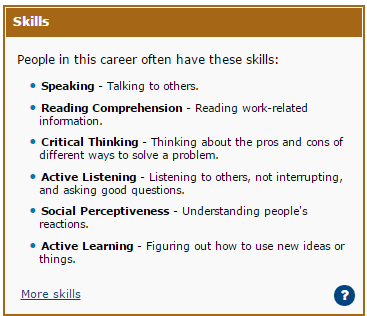 Skills
People in this career often have these skills:
• Speaking - Talking to others.
• Reading Comprehension - Reading work-related
information.
• Critical Thinking - Thinking about the pros and cons of
different ways to solve a problem.
• Active Listening - Listening to others, not interrupting,
and asking good questions.
• Social Perceptiveness - Understanding people's
reactions.
• Active Learning - Figuring out how to use new ideas or
things.
More skills ?